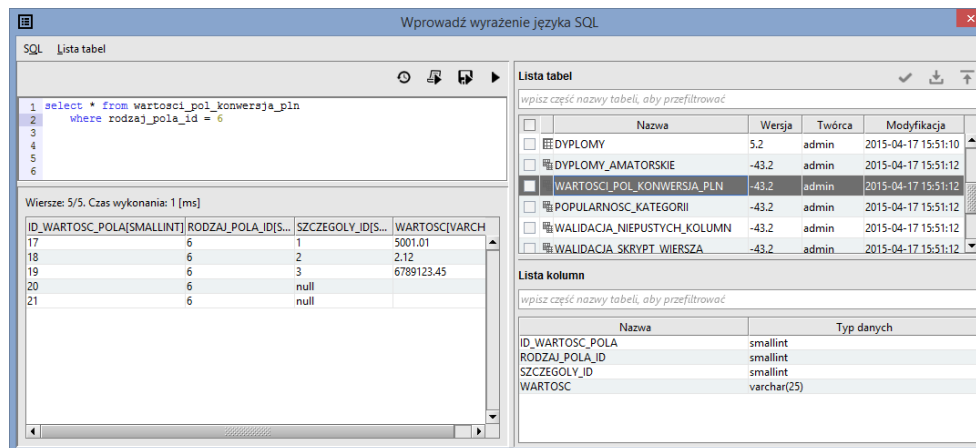 Wprowadź wyrażenie języka SQL
SQL Lista tabel
1 select * from wartosci_pol_konwersja_pln
2 where rodzaj_pola_id = 6
3
4
5
6
Wiersze: 5/5. Czas wykonania: 1 [ms]
ID_WARTOSC_POLA[SMALLINT] RODZAJ_POLA_ID[S... SZCZEGOLY_ID[S... WARTOSC[VARCH
17 6 1 5001.01
18 6 2 2.12
19 6 3 6789123.45
20 6 null
21 6 null
Lista tabel
wpisz część nazwy tabeli, aby przefiltrować
Nazwa Wersja Twórca Modyfikacja
DYPLOMY 5.2 admin 2015-04-17 15:51:10
DYPLOMY_AMATORSKIE -43.2 admin 2015-04-17 15:51:12
WARTOSCI_POL_KONWERSJA_PLN -43.2 admin 2015-04-17 15:51:12
POPULARNOSC_KATEGORII -43.2 admin 2015-04-17 15:51:12
WALIDACJA_NIEPUSTYCH_KOLUMN -43.2 admin 2015-04-17 15:51:12
WALIDACJA_SKRYPT_WIERSZA -43.2 admin 2015-04-17 15:51:12
Lista kolumn
wpisz część nazwy tabeli, aby przefiltrować
Nazwa Typ danych
ID_WARTOSC_POLA smallint
RODZAJ_POLA_ID smallint
SZCZEGOLY_ID smallint
WARTOSC varchar(25)